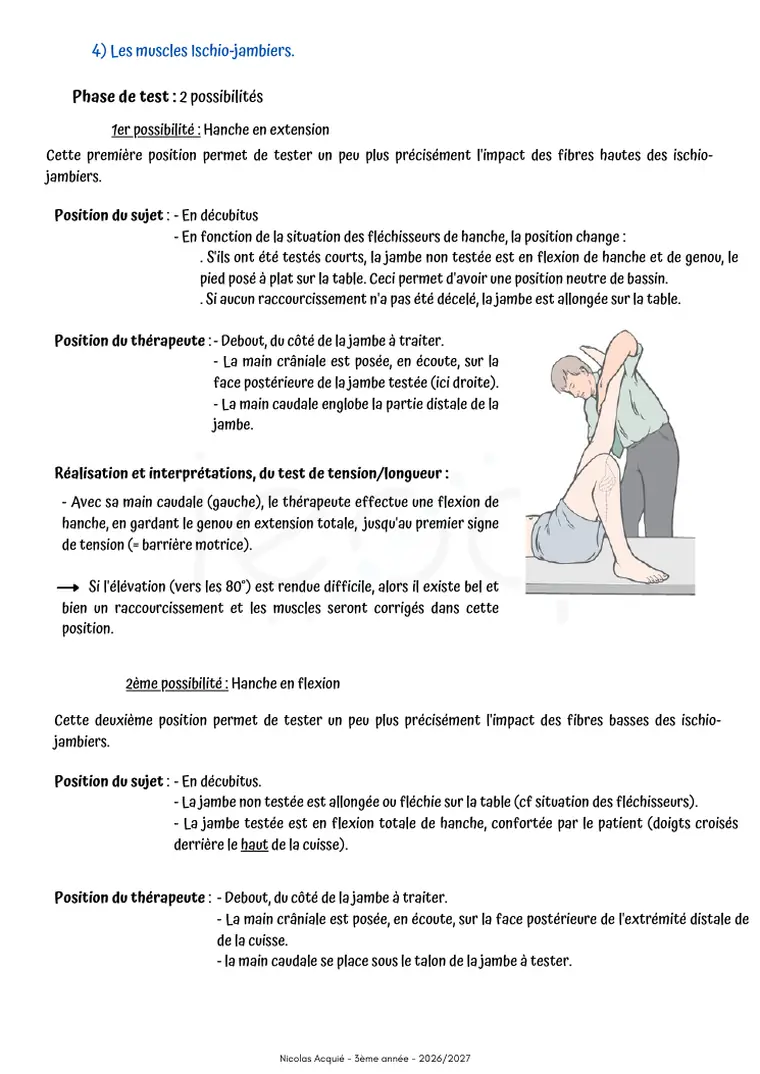 4) Les muscles Ischio-jambiers.
Phase de test : 2 possibilités
1er possibilité : Hanche en extension
Cette première position permet de tester un peu plus précisément l'impact des fibres hautes des ischio-
jambiers.
Position du sujet : - En décubitus
- En fonction de la situation des fléchisseurs de hanche, la position change :
. S'ils ont été testés courts, la jambe non testée est en flexion de hanche et de genou, le
pied posé à plat sur la table. Ceci permet d'avoir une position neutre de bassin.
. Si aucun raccourcissement n'a pas été décelé, la jambe est allongée sur la table.
Position du thérapeute : - Debout, du côté de la jambe à traiter.
- La main crâniale est posée, en écoute, sur la
face postérieure de la jambe testée (ici droite).
- La main caudale englobe la partie distale de la
jambe.
Réalisation et interprétations, du test de tension/longueur :
- Avec sa main caudale (gauche), le thérapeute effectue une flexion de
hanche, en gardant le genou en extension totale, jusqu'au premier signe
de tension (= barrière motrice).
→ Si l'élévation (vers les 80°) est rendue difficile, alors il existe bel et
bien un raccourcissement et les muscles seront corrigés dans cette
position.
2ème possibilité : Hanche en flexion
Cette deuxième position permet de tester un peu plus précisément l'impact des fibres basses des ischio-
jambiers.
Position du sujet : - En décubitus.
- La jambe non testée est allongée ou fléchie sur la table (cf situation des fléchisseurs).
- La jambe testée est en flexion totale de hanche, confortée par le patient (doigts croisés
derrière le haut de la cuisse).
Position du thérapeute : - Debout, du côté de la jambe à traiter.
- La main crâniale est posée, en écoute, sur la face postérieure de l'extrémité distale de
de la cuisse.
- la main caudale se place sous le talon de la jambe à tester.
Nicolas Acquié - 3ème année - 2026/2027